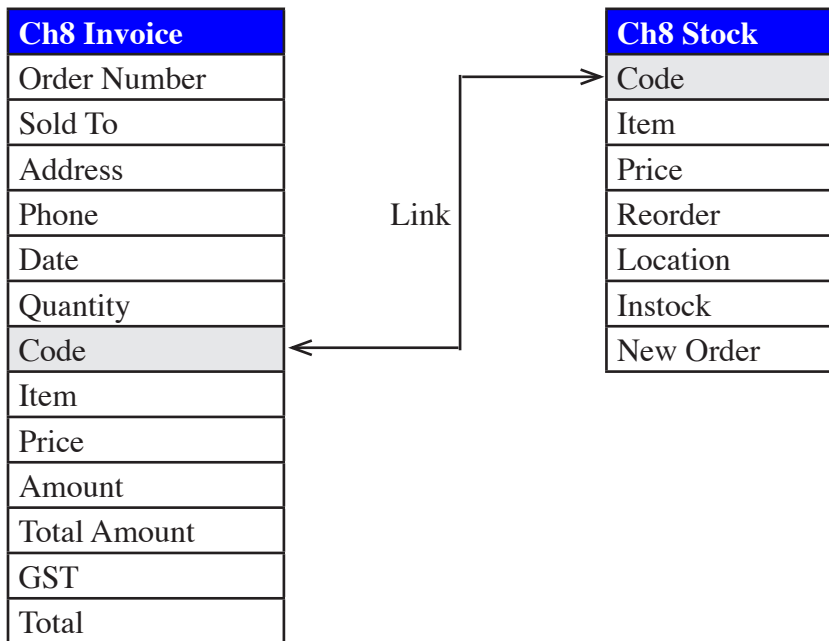 Ch8 Invoice
Order Number
Sold To
Address
Phone
Date
Quantity
Code
Item
Price
Amount
Total Amount
GST
Total
Link
Ch8 Stock
Code
Item
Price
Reorder
Location
Instock
New Order